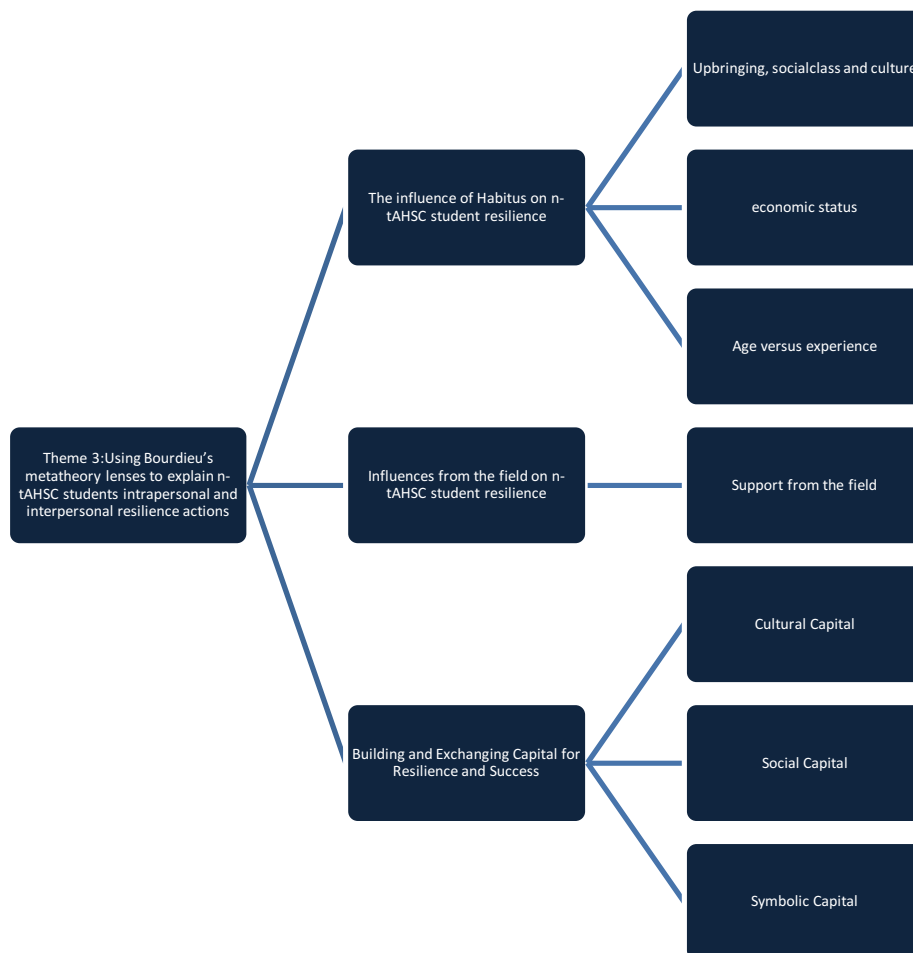 Upbringing, socialclass and culture
The influence of Habitus on n-
tAHSC student resilience
economic status
Age versus experience
Theme 3:Using Bourdieu’s
metatheory lenses to explain n-
tAHSC students intrapersonal and
interpersonal resilience actions
Influences from the field on n-
tAHSC student resilience
Support from the field
Cultural Capital
Building and Exchanging Capital for
Resilience and Success
Social Capital
Symbolic Capital